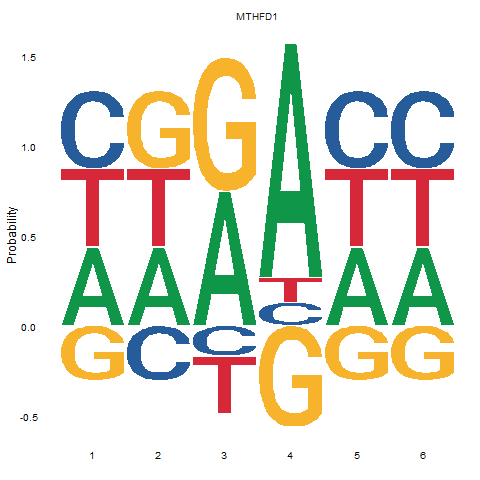 MTHFD1
1.5
1.0
0.5
0.0
-0.5
Probability
C G G A C C
T T A T T T
A A C C A A
G C T G G G
1 2 3 4 5 6